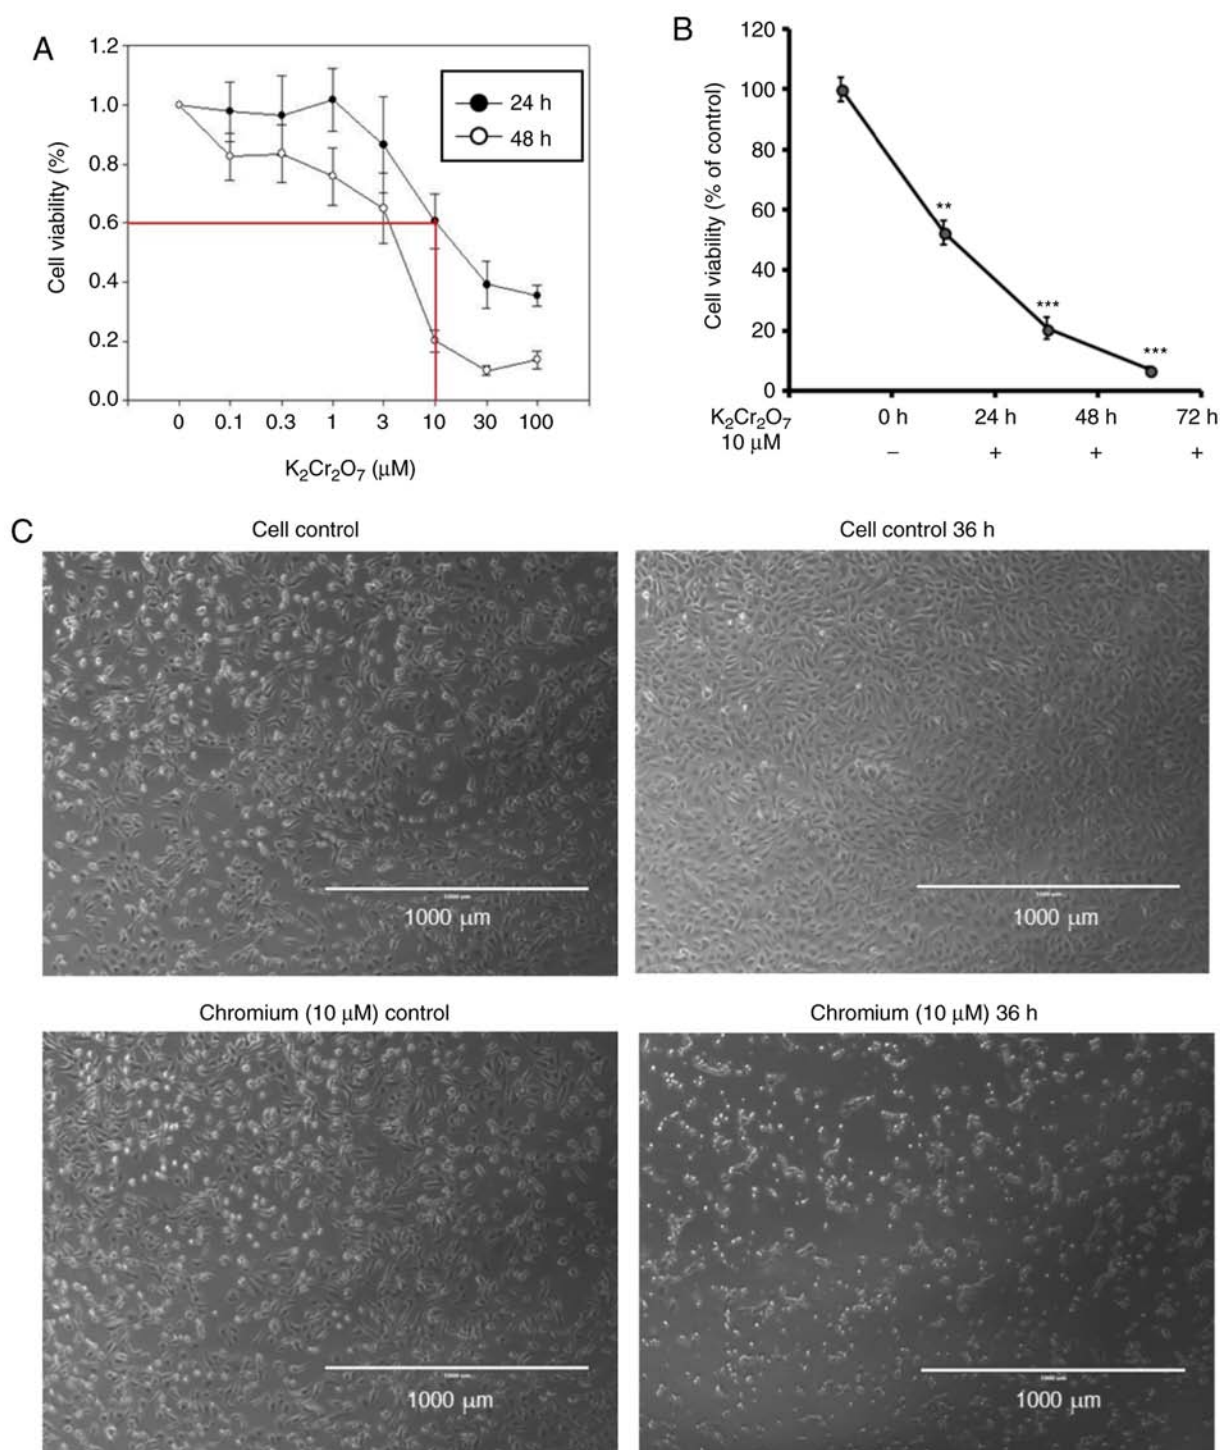 A
1.2
1.0
0.8
0.6
0.4
0.2
0.0
Cell viability (%)
24 h
48 h
0 0.1 0.3 1 3 10 30 100
K₂Cr₂O₇ (μM)
B
120
100
80
60
40
20
0
Cell viability (% of control)
**
***
***
K₂Cr₂O₇ 0 h 24 h 48 h 72 h
10 μM − + + +
C
Cell control
1000 μm
Cell control 36 h
1000 μm
Chromium (10 μM) control
1000 μm
Chromium (10 μM) 36 h
1000 μm